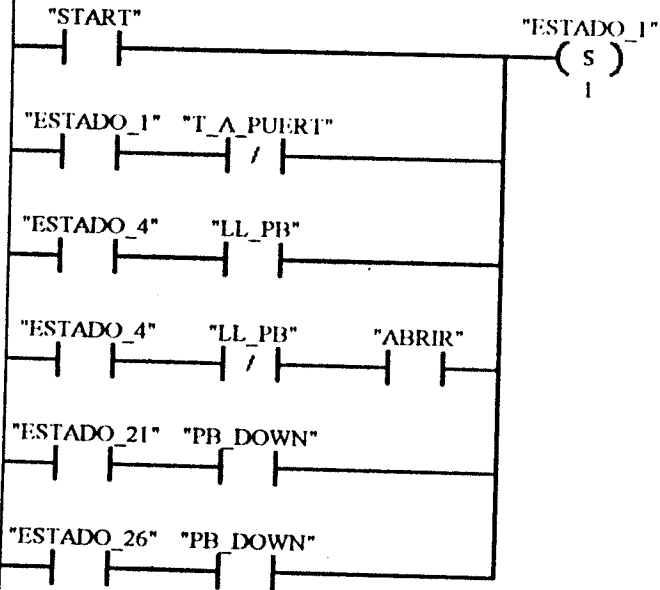 "START" "ESTADO_1"
( S )
1
"ESTADO_1" "T_A_PUERT"
/
"ESTADO_4" "LL_PB"
"ESTADO_4" "LL_PB" "ABRIR"
/
"ESTADO_21" "PB_DOWN"
"ESTADO_26" "PB_DOWN"